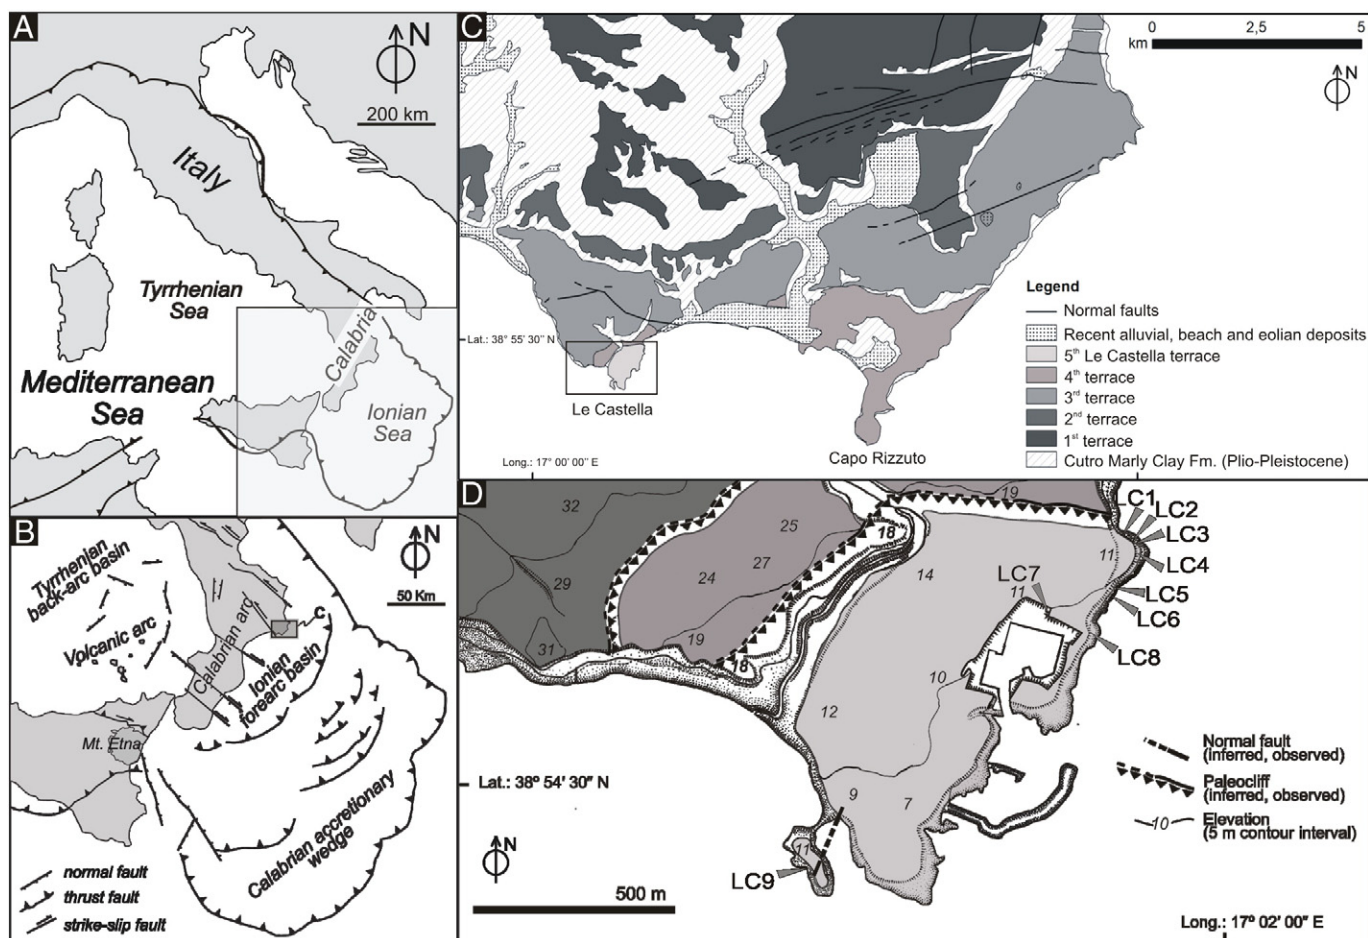 A
N
200 km
Italy
Tyrrhenian
Sea
Calabria
Mediterranean
Sea
Ionian
Sea
B
N
50 Km
Tyrrhenian
back-arc basin
Volcanic arc
Calabrian arc
c
Ionian
forearc basin
Mt. Etna
Calabrian accretionary
wedge
normal fault
thrust fault
strike-slip fault
C
0 2,5 5
km
N
Lat.: 38° 55' 30'' N
Le Castella
Long.: 17° 00' 00'' E
Capo Rizzuto
Legend
Normal faults
Recent alluvial, beach and eolian deposits
5th Le Castella terrace
4th terrace
3rd terrace
2nd terrace
1st terrace
Cutro Marly Clay Fm. (Plio-Pleistocene)
D
32
25
27
24
29
31
19
18
18
19
14
11
11
10
12
9
7
11
LC1
LC2
LC3
LC4
LC5
LC6
LC7
LC8
LC9
Lat.: 38° 54' 30'' N
N
500 m
Normal fault
(inferred, observed)
Paleocliff
(inferred, observed)
10
Elevation
(5 m contour interval)
Long.: 17° 02' 00'' E